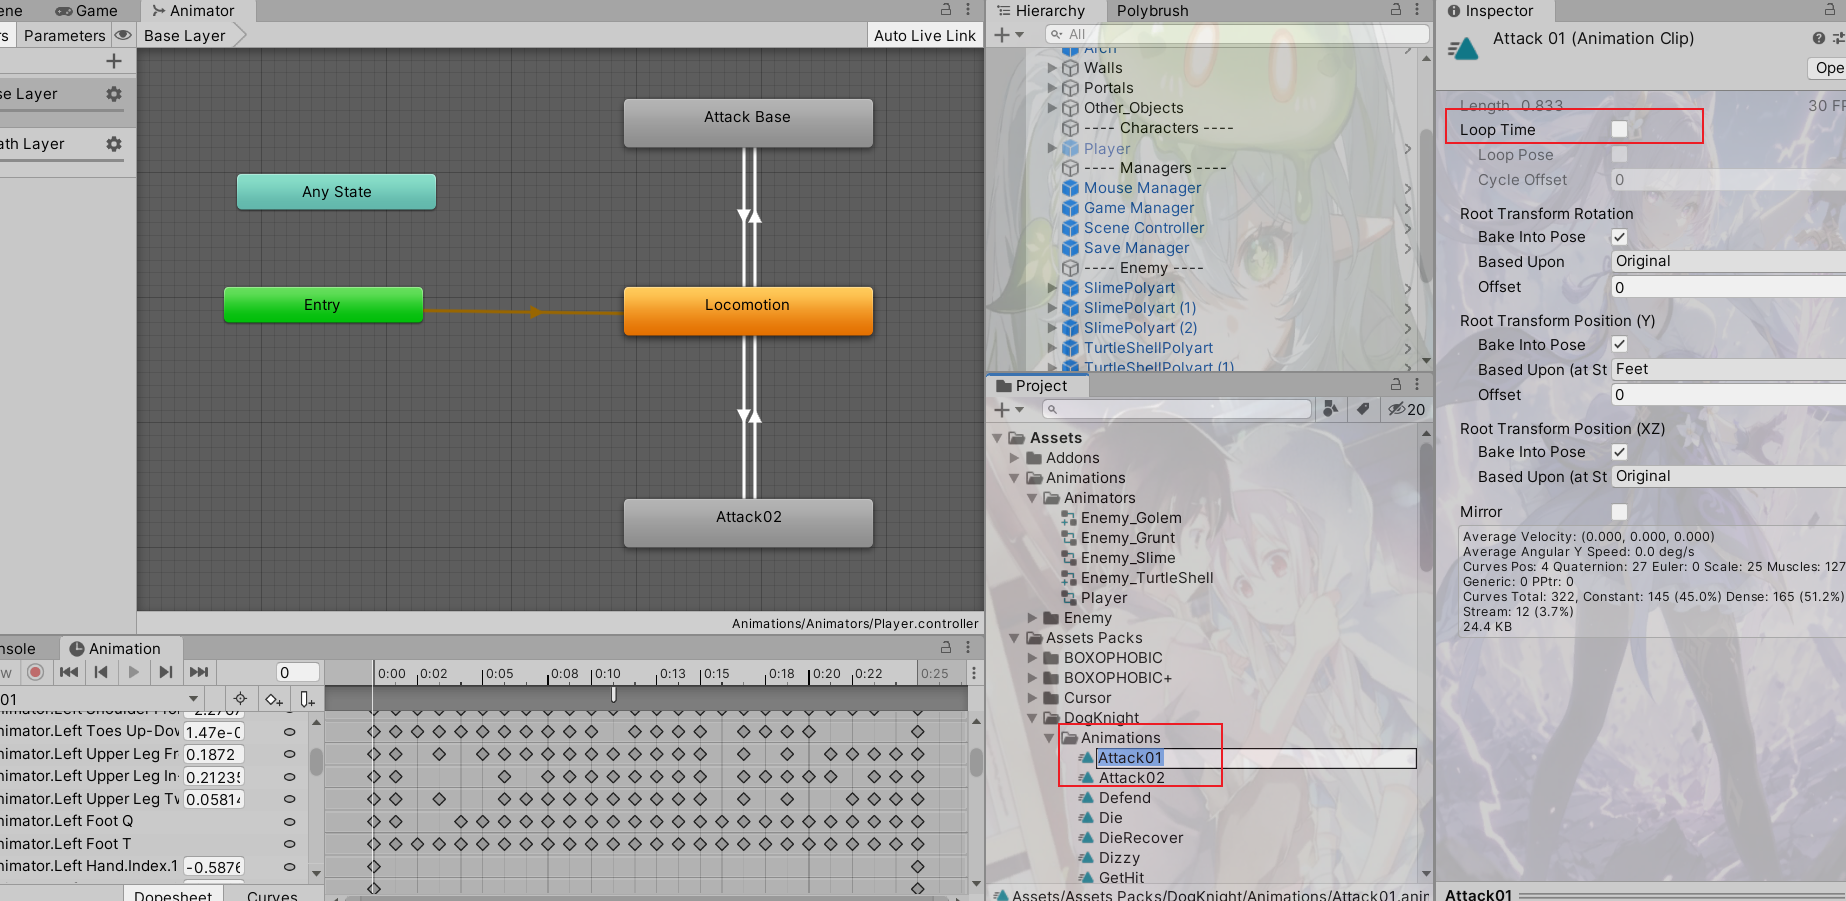 Game
Animator
Parameters
Base Layer
Auto Live Link
Layer
Layer
Attack Base
Any State
Entry
Locomotion
Attack02
Animations/Animators/Player.controller
Animation
0
0:00
0:02
0:05
0:08
0:10
0:13
0:15
0:18
0:20
0:22
0:25
01
nimator.Left Toes Up-Dov
1.47e-0
nimator.Left Upper Leg Fr
0.1872
nimator.Left Upper Leg In-
0.21235
nimator.Left Upper Leg Tv
0.05814
nimator.Left Foot Q
nimator.Left Foot T
nimator.Left Hand.Index.1
-0.5876
Dopesheet
Curves
Hierarchy
Polybrush
All
Arch
Walls
Portals
Other_Objects
---- Characters ----
Player
---- Managers ----
Mouse Manager
Game Manager
Scene Controller
Save Manager
---- Enemy ----
SlimePolyart
SlimePolyart (1)
SlimePolyart (2)
TurtleShellPolyart
TurtleShellPolyart (1)
Project
20
Assets
Addons
Animations
Animators
Enemy_Golem
Enemy_Grunt
Enemy_Slime
Enemy_TurtleShell
Player
Enemy
Assets Packs
BOXOPHOBIC
BOXOPHOBIC+
Cursor
DogKnight
Animations
Attack01
Attack02
Defend
Die
DieRecover
Dizzy
GetHit
Assets/Assets Packs/DogKnight/Animations/Attack01.anim
Inspector
Attack 01 (Animation Clip)
Ope
Length 0.833
30 FP
Loop Time
Loop Pose
Cycle Offset
0
Root Transform Rotation
Bake Into Pose
Based Upon
Original
Offset
0
Root Transform Position (Y)
Bake Into Pose
Based Upon (at St
Feet
Offset
0
Root Transform Position (XZ)
Bake Into Pose
Based Upon (at St
Original
Mirror
Average Velocity: (0.000, 0.000, 0.000)
Average Angular Y Speed: 0.0 deg/s
Curves Pos: 4 Quaternion: 27 Euler: 0 Scale: 25 Muscles: 127
Generic: 0 PPtr: 0
Curves Total: 322, Constant: 145 (45.0%) Dense: 165 (51.2%)
Stream: 12 (3.7%)
24.4 KB
Attack01